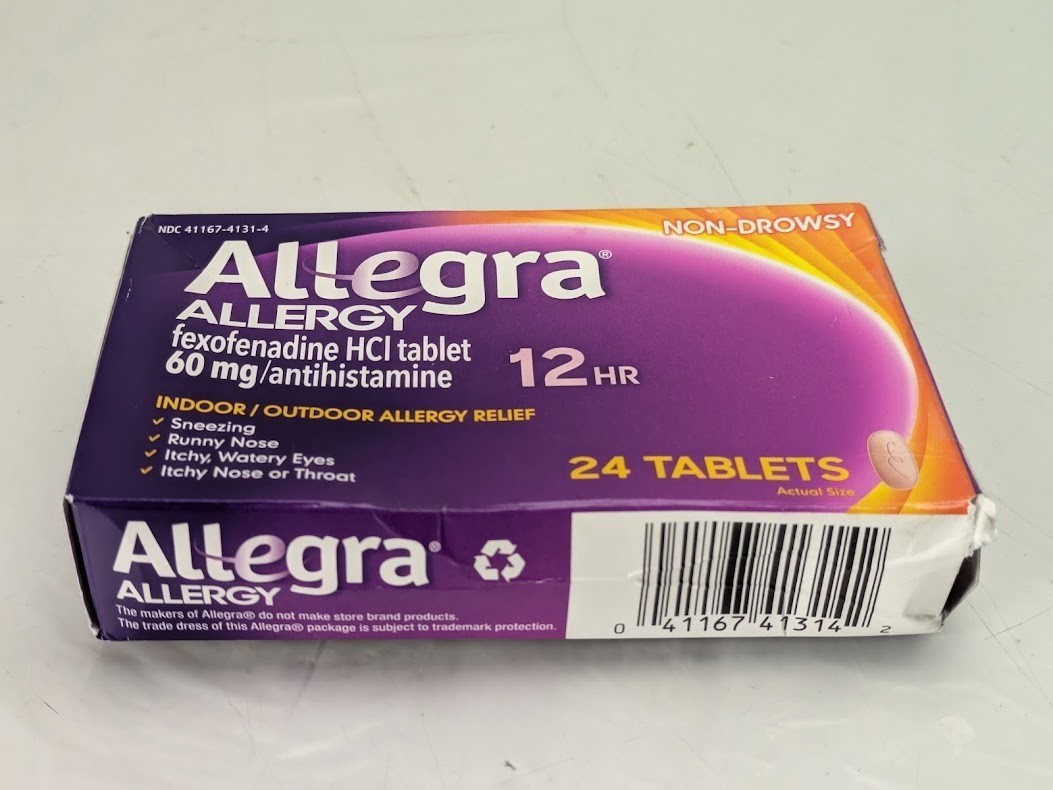 NDC 41167-4131-4
NON-DROWSY
Allegra®
ALLERGY
fexofenadine HCl tablet
60 mg/antihistamine
12 HR
INDOOR / OUTDOOR ALLERGY RELIEF
Sneezing
Runny Nose
Itchy, Watery Eyes
Itchy Nose or Throat
24 TABLETS
Actual Size
Allegra®
ALLERGY
The makers of Allegra® do not make store brand products.
The trade dress of this Allegra® package is subject to trademark protection.
0 41167 41314 2